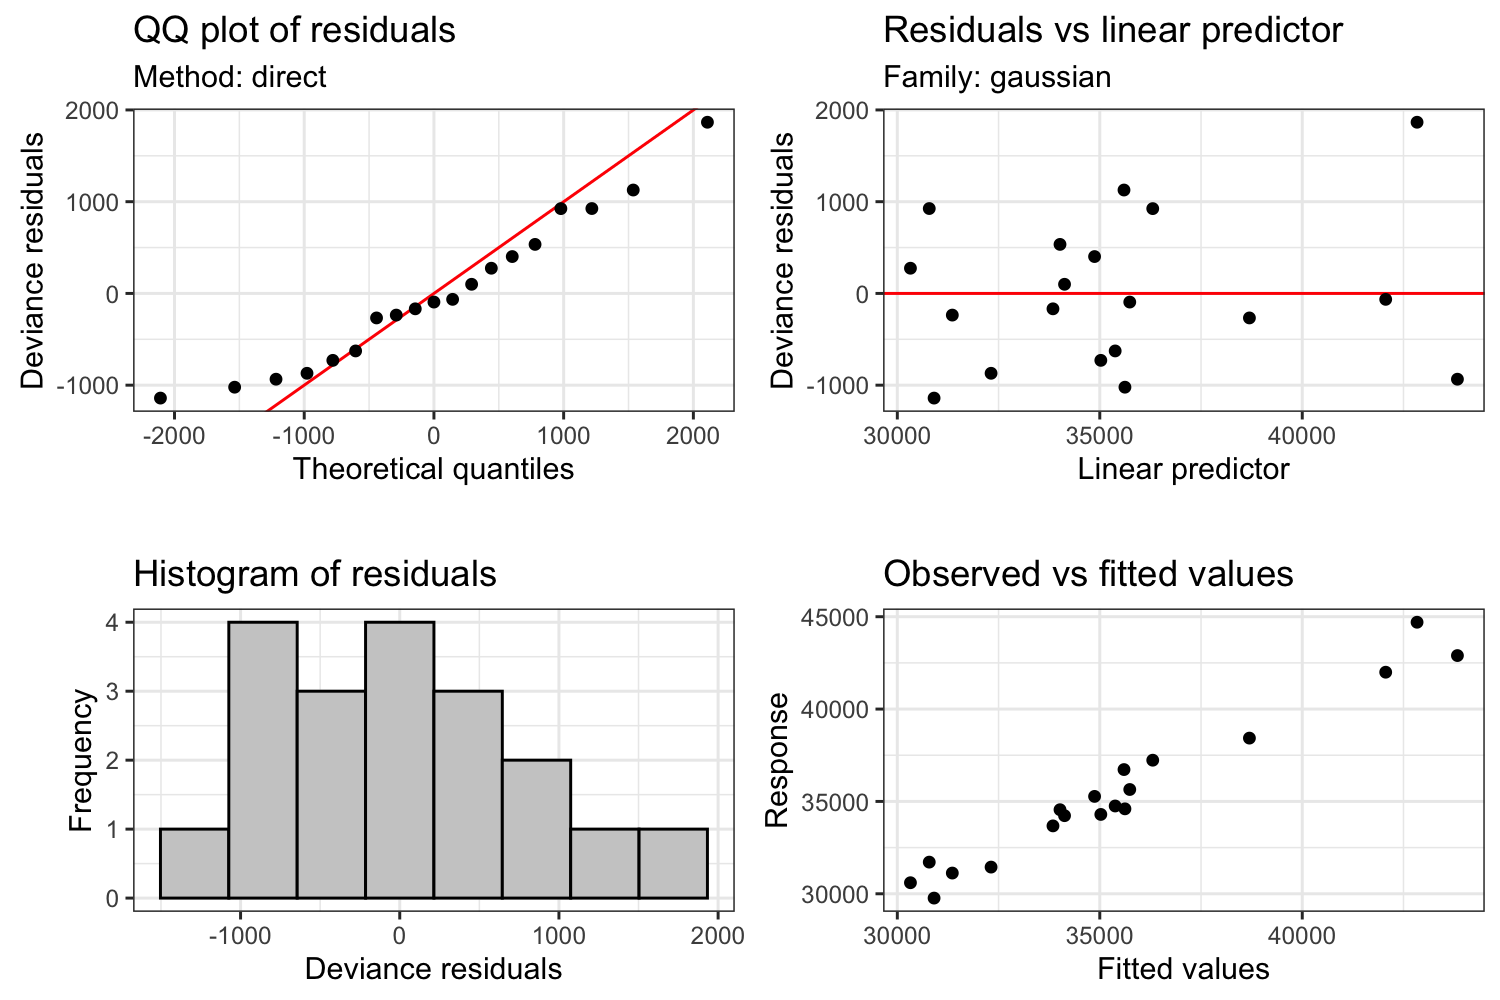 QQ plot of residuals
Method: direct
Deviance residuals
2000
1000
0
-1000
-2000 -1000 0 1000 2000
Theoretical quantiles
Residuals vs linear predictor
Family: gaussian
Deviance residuals
2000
1000
0
-1000
30000 35000 40000
Linear predictor
Histogram of residuals
Frequency
4
3
2
1
0
-1000 0 1000 2000
Deviance residuals
Observed vs fitted values
Response
45000
40000
35000
30000
30000 35000 40000
Fitted values